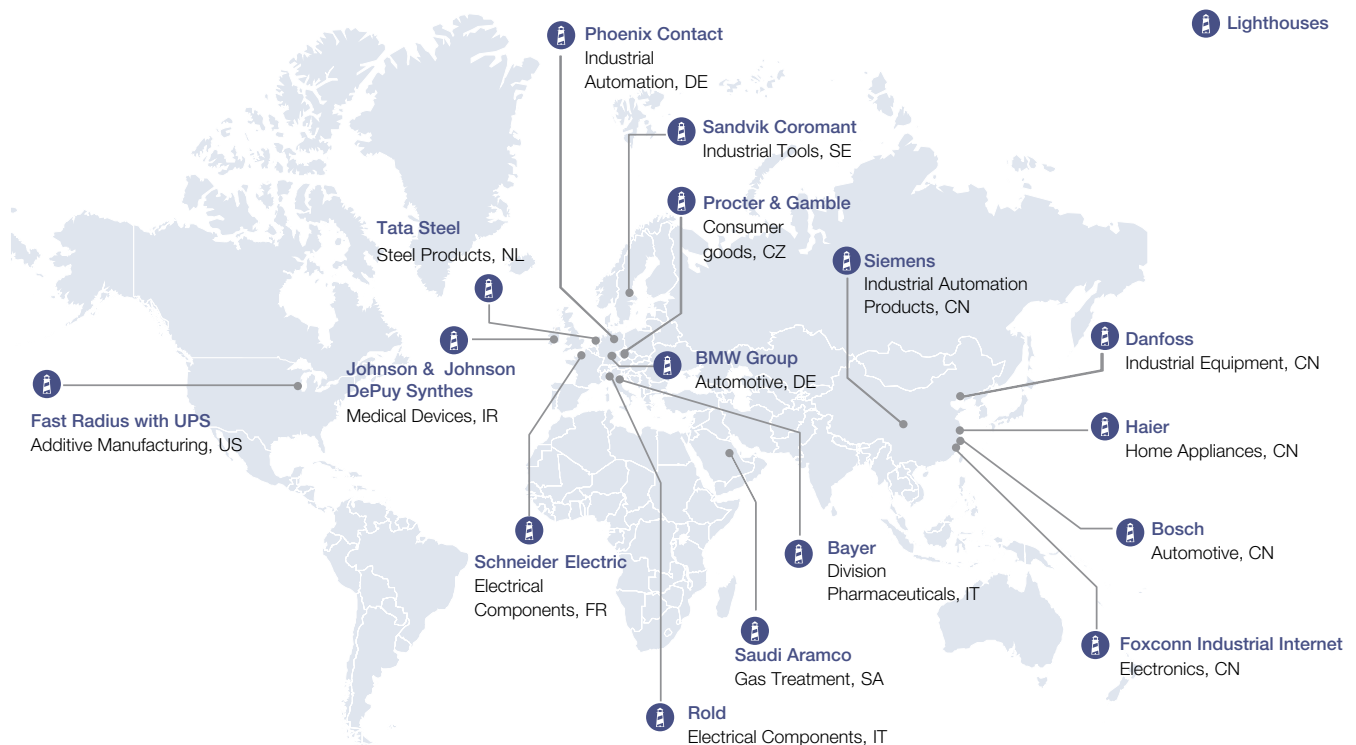 Lighthouses
Phoenix Contact
Industrial
Automation, DE
Sandvik Coromant
Industrial Tools, SE
Procter & Gamble
Consumer
goods, CZ
Tata Steel
Steel Products, NL
Siemens
Industrial Automation
Products, CN
Danfoss
Industrial Equipment, CN
BMW Group
Automotive, DE
Johnson & Johnson
DePuy Synthes
Medical Devices, IR
Fast Radius with UPS
Additive Manufacturing, US
Haier
Home Appliances, CN
Bosch
Automotive, CN
Schneider Electric
Electrical
Components, FR
Bayer
Division
Pharmaceuticals, IT
Saudi Aramco
Gas Treatment, SA
Foxconn Industrial Internet
Electronics, CN
Rold
Electrical Components, IT